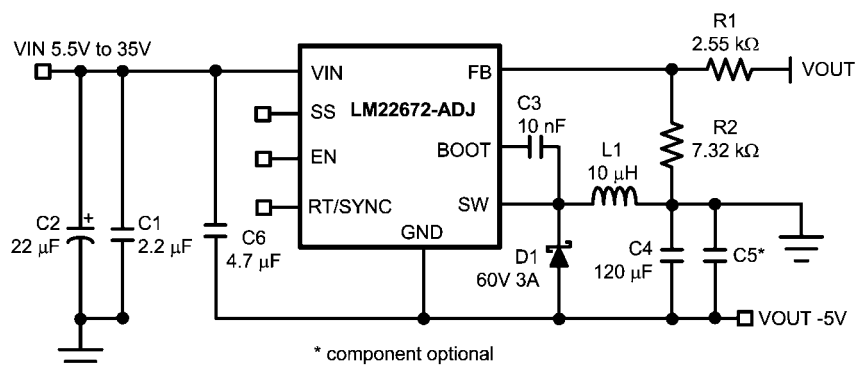 R1
2.55 kΩ
VOUT
VIN 5.5V to 35V
VIN
FB
SS
LM22672-ADJ
C3
10 nF
R2
7.32 kΩ
EN
BOOT
L1
10 μH
RT/SYNC
SW
GND
C2
22 μF
+
C1
2.2 μF
C6
4.7 μF
D1
60V 3A
C4
120 μF
C5*
VOUT -5V
* component optional